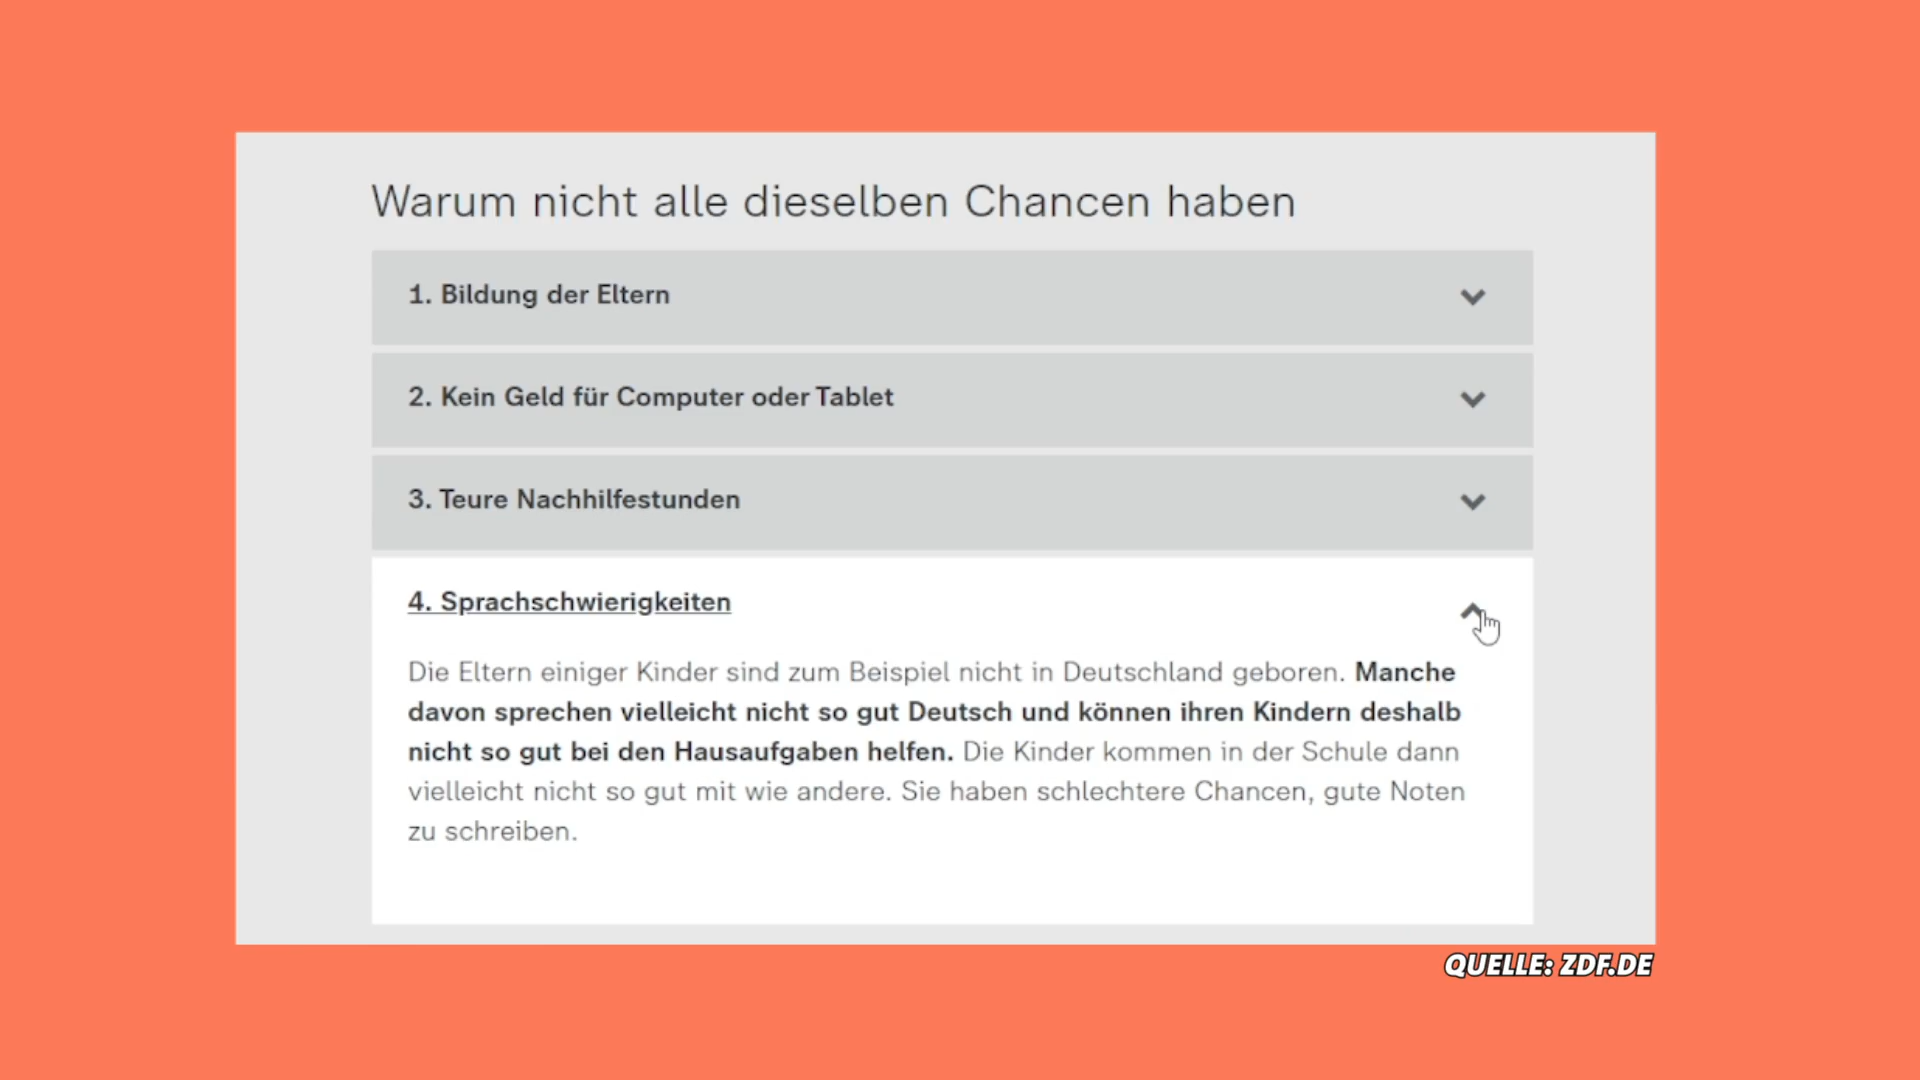 Warum nicht alle dieselben Chancen haben
1. Bildung der Eltern
2. Kein Geld für Computer oder Tablet
3. Teure Nachhilfestunden
4. Sprachschwierigkeiten
Die Eltern einiger Kinder sind zum Beispiel nicht in Deutschland geboren. Manche
davon sprechen vielleicht nicht so gut Deutsch und können ihren Kindern deshalb
nicht so gut bei den Hausaufgaben helfen. Die Kinder kommen in der Schule dann
vielleicht nicht so gut mit wie andere. Sie haben schlechtere Chancen, gute Noten
zu schreiben.
QUELLE: ZDF.DE